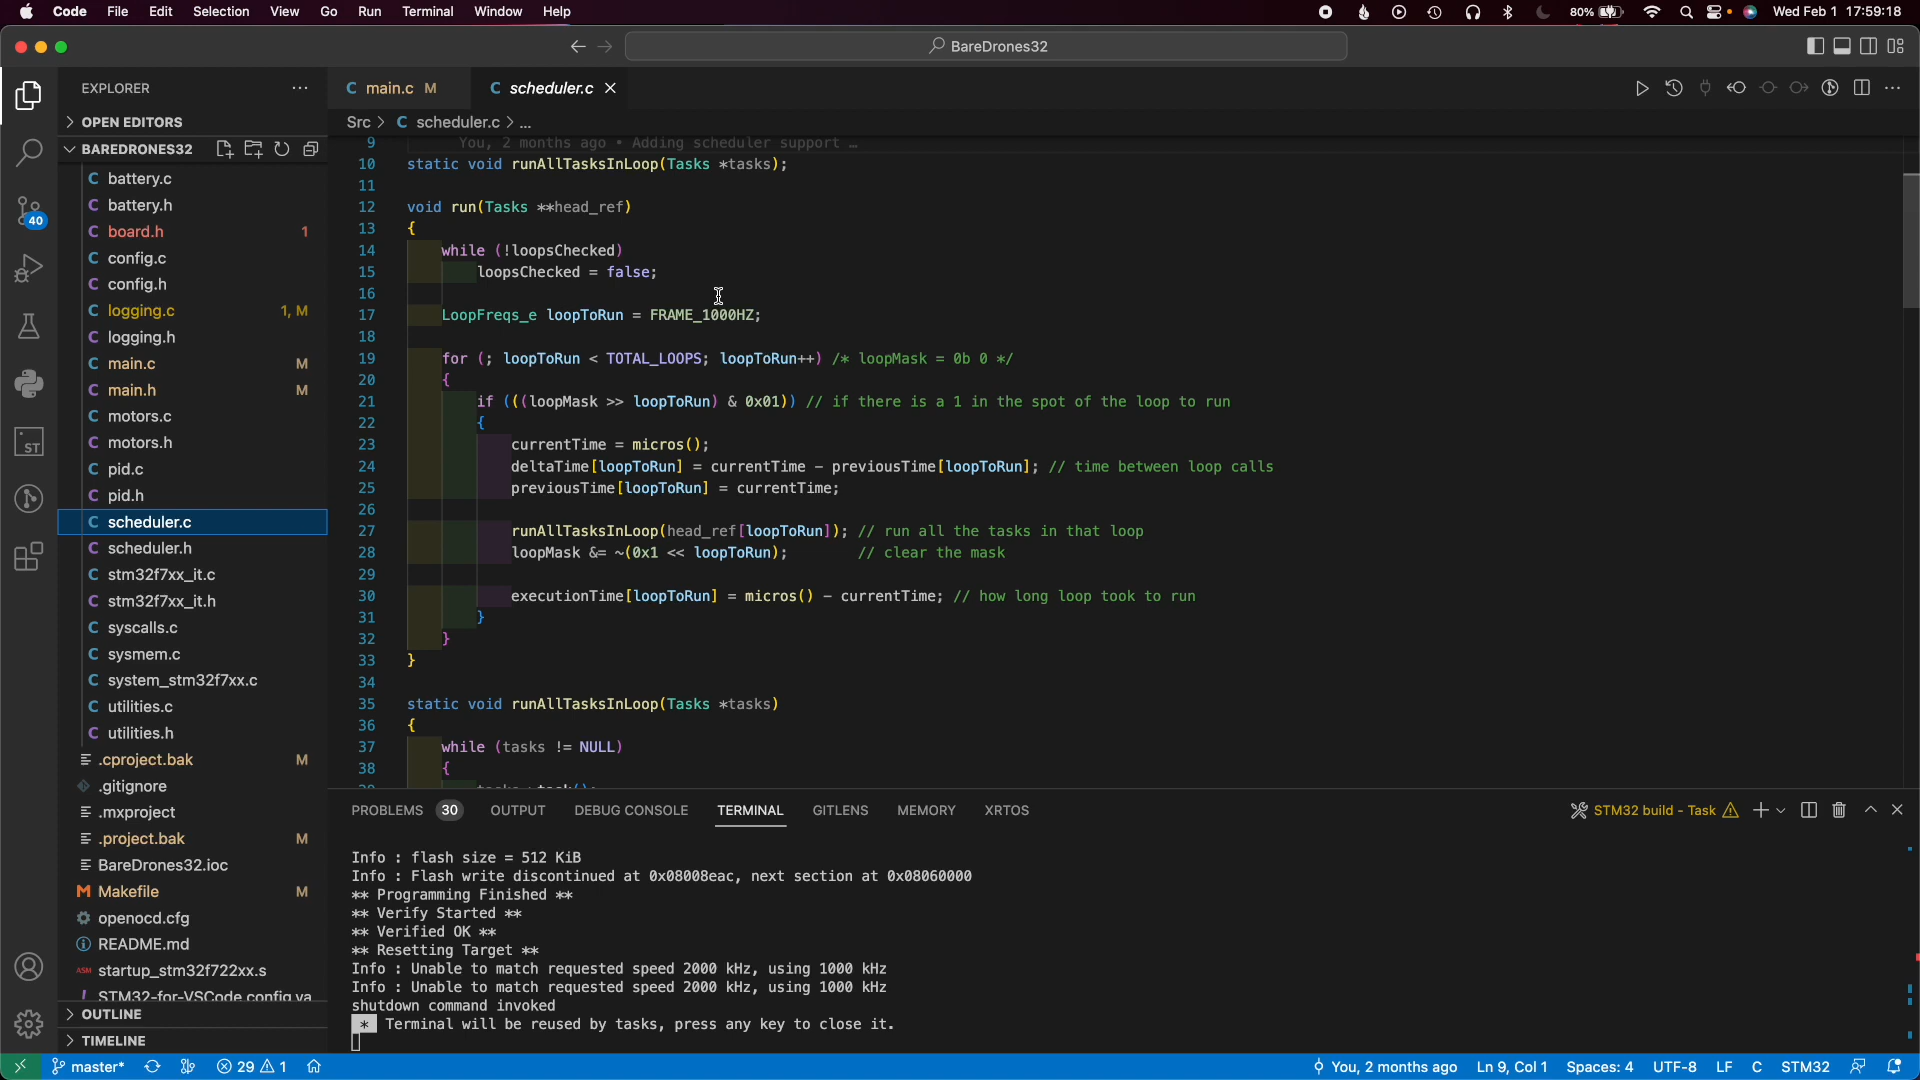 Code File Edit Selection View Go Run Terminal Window Help
80% Wed Feb 1 17:59:18
BareDrones32
EXPLORER
OPEN EDITORS
BAREDRONES32
C battery.c
C battery.h
C board.h 1
C config.c
C config.h
C logging.c 1, M
C logging.h
C main.c M
C main.h M
C motors.c
C motors.h
C pid.c
C pid.h
C scheduler.c
C scheduler.h
C stm32f7xx_it.c
C stm32f7xx_it.h
C syscalls.c
C sysmem.c
C system_stm32f7xx.c
C utilities.c
C utilities.h
.cproject.bak M
.gitignore
.mxproject
.project.bak M
BareDrones32.ioc
M Makefile M
openocd.cfg
README.md
ASM startup_stm32f722xx.s
! STM32-for-VSCode.config.ya
OUTLINE
TIMELINE
40
ST
C main.c M
C scheduler.c
Src > C scheduler.c > ...
9 You, 2 months ago • Adding scheduler support …
10 static void runAllTasksInLoop(Tasks *tasks);
11
12 void run(Tasks **head_ref)
13 {
14 while (!loopsChecked)
15 loopsChecked = false;
16
17 LoopFreqs_e loopToRun = FRAME_1000HZ;
18
19 for (; loopToRun < TOTAL_LOOPS; loopToRun++) /* loopMask = 0b 0 */
20 {
21 if (((loopMask >> loopToRun) & 0x01)) // if there is a 1 in the spot of the loop to run
22 {
23 currentTime = micros();
24 deltaTime[loopToRun] = currentTime - previousTime[loopToRun]; // time between loop calls
25 previousTime[loopToRun] = currentTime;
26
27 runAllTasksInLoop(head_ref[loopToRun]); // run all the tasks in that loop
28 loopMask &= ~(0x1 << loopToRun); // clear the mask
29
30 executionTime[loopToRun] = micros() - currentTime; // how long loop took to run
31 }
32 }
33 }
34
35 static void runAllTasksInLoop(Tasks *tasks)
36 {
37 while (tasks != NULL)
38 {
PROBLEMS 30 OUTPUT DEBUG CONSOLE TERMINAL GITLENS MEMORY XRTOS
STM32 build - Task
Info : flash size = 512 KiB
Info : Flash write discontinued at 0x08008eac, next section at 0x08060000
** Programming Finished **
** Verify Started **
** Verified OK **
** Resetting Target **
Info : Unable to match requested speed 2000 kHz, using 1000 kHz
Info : Unable to match requested speed 2000 kHz, using 1000 kHz
shutdown command invoked
* Terminal will be reused by tasks, press any key to close it.
master* 29 1
You, 2 months ago Ln 9, Col 1 Spaces: 4 UTF-8 LF C STM32